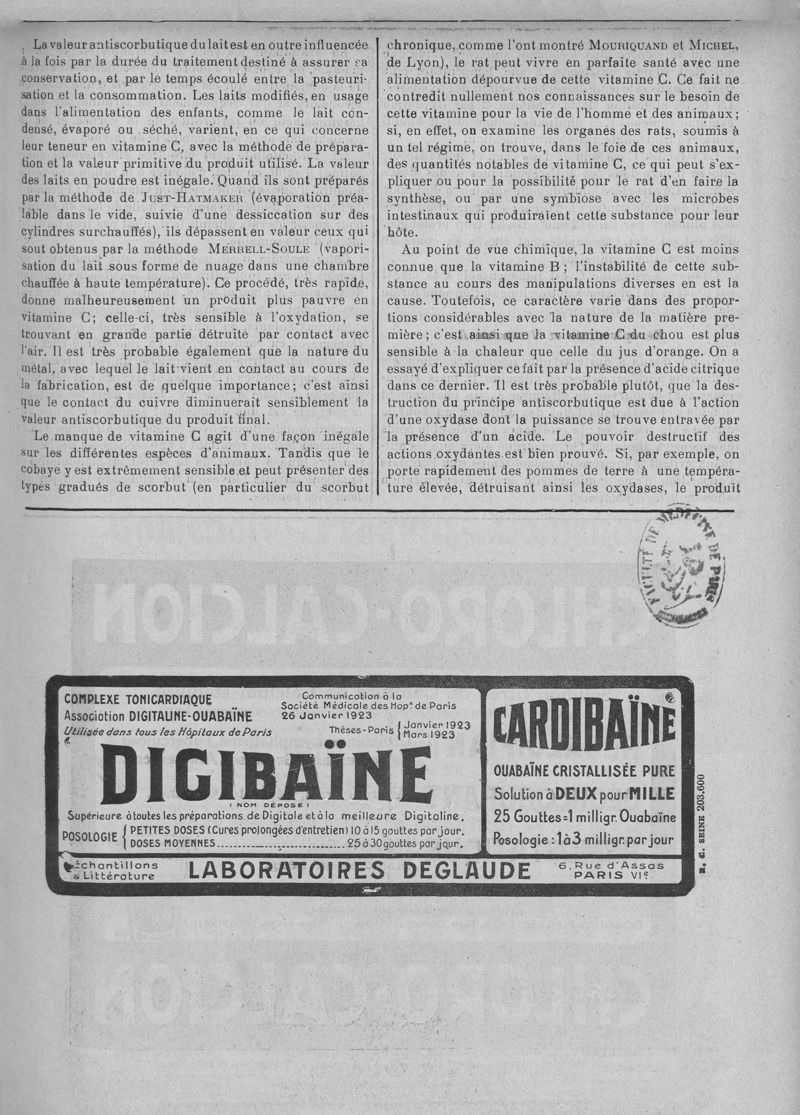 La valeur antiscorbutique du lait est en outre influencée
à la fois par la durée du traitement destiné à assurer sa
conservation, et par le temps écoulé entre la pasteuri-
sation et la consommation. Les laits modifiés, en usage
dans l'alimentation des enfants, comme le lait con-
densé, évaporé ou séché, varient, en ce qui concerne
leur teneur en vitamine C, avec la méthode de prépara-
tion et la valeur primitive du produit utilisé. La valeur
des laits en poudre est inégale. Quand ils sont préparés
par la méthode de JUST-HATMAKER (évaporation préa-
lable dans le vide, suivie d'une dessiccation sur des
cylindres surchauffés), ils dépassent en valeur ceux qui
sout obtenus par la méthode MERRELL-SOULE (vapori-
sation du lait sous forme de nuage dans une chambre
chauffée à haute température). Ce procédé, très rapide,
donne malheureusement un produit plus pauvre en
vitamine C; celle-ci, très sensible à l'oxydation, se
trouvant en grande partie détruite par contact avec
l'air. Il est très probable également que la nature du
métal, avec lequel le lait vient en contact au cours de
la fabrication, est de quelque importance; c'est ainsi
que le contact du cuivre diminuerait sensiblement la
valeur antiscorbutique du produit final.
Le manque de vitamine C agit d'une façon inégale
sur les différentes espèces d'animaux. Tandis que le
cobaye y est extrêmement sensible et peut présenter des
types gradués de scorbut (en particulier du scorbut
chronique, comme l'ont montré MOURIQUAND et MICHEL,
de Lyon), le rat peut vivre en parfaite santé avec une
alimentation dépourvue de cette vitamine C. Ce fait ne
contredit nullement nos connaissances sur le besoin de
cette vitamine pour la vie de l'homme et des animaux;
si, en effet, on examine les organés des rats, soumis à
un tel régime, on trouve, dans le foie de ces animaux,
des quantités notables de vitamine C, ce qui peut s'ex-
pliquer ou pour la possibilité pour le rat d'en faire la
synthèse, ou par une symbiose avec les microbes
intestinaux qui produiraient cette substance pour leur
hôte.
Au point de vue chimique, la vitamine C est moins
connue que la vitamine B; l'instabilité de cette sub-
stance au cours des manipulations diverses en est la
cause. Toutefois, ce caractère varie dans des propor-
tions considérables avec la nature de la matière pre-
mière; c'est ainsi que la vitamine C du chou est plus
sensible à la chaleur que celle du jus d'orange. On a
essayé d'expliquer ce fait par la présence d'acide citrique
dans ce dernier. Il est très probable plutôt, que la des-
truction du principe antiscorbutique est due à l'action
d'une oxydase dont la puissance se trouve entravée par
la présence d'un acide. Le pouvoir destructif des
actions oxydantes est bien prouvé. Si, par exemple, on
porte rapidement des pommes de terre à une tempéra-
ture élevée, détruisant ainsi les oxydases, le produit
FACULTÉ DE MÉDECINE DE PARIS
COMPLEXE TONICARDIAQUE
Association DIGITALINE-OUABAÏNE
Utilisée dans tous les Hôpitaux de Paris
Communication à la
Société Médicale des Hopx de Paris
26 Janvier 1923
Thèses-Paris { Janvier 1923
Mars 1923
DIGIBAÏNE
(NOM DÉPOSÉ)
Supérieure à toutes les préparations de Digitale et à la meilleure Digitaline.
POSOLOGIE { PETITES DOSES (Cures prolongées d'entretien) 10 à 15 gouttes par jour.
DOSES MOYENNES........................25 à 30 gouttes par jour.
CARDIBAÏNE
OUABAÏNE CRISTALLISÉE PURE
Solution à DEUX pour MILLE
25 Gouttes=1 milligr. Ouabaïne
Posologie: 1 à 3 milligr. par jour
Échantillons
& Littérature
LABORATOIRES DEGLAUDE
6, Rue d'Assas
PARIS VIe
R. C. SEINE 203.600